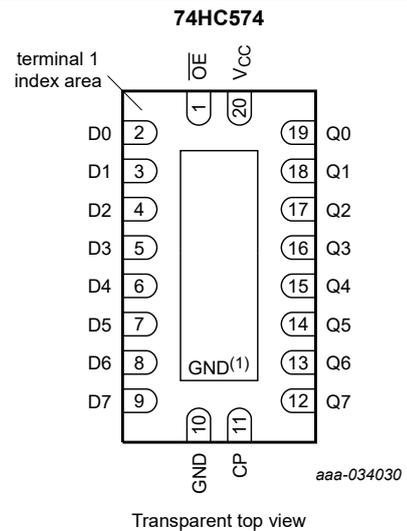 74HC574
terminal 1
index area
OE
VCC
1
20
D0 2 19 Q0
D1 3 18 Q1
D2 4 17 Q2
D3 5 16 Q3
D4 6 15 Q4
D5 7 14 Q5
D6 8 13 Q6
GND(1)
D7 9 12 Q7
10
11
GND
CP
aaa-034030
Transparent top view